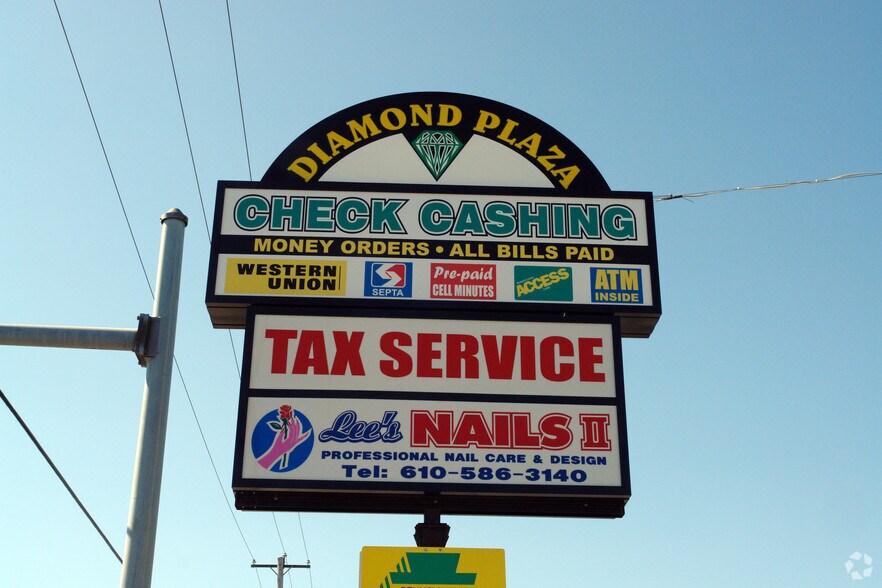 DIAMOND PLAZA
CHECK CASHING
MONEY ORDERS • ALL BILLS PAID
WESTERN UNION
SEPTA
Pre-paid
CELL MINUTES
ACCESS
ATM
INSIDE
TAX SERVICE
Lee's NAILS II
PROFESSIONAL NAIL CARE & DESIGN
Tel: 610-586-3140